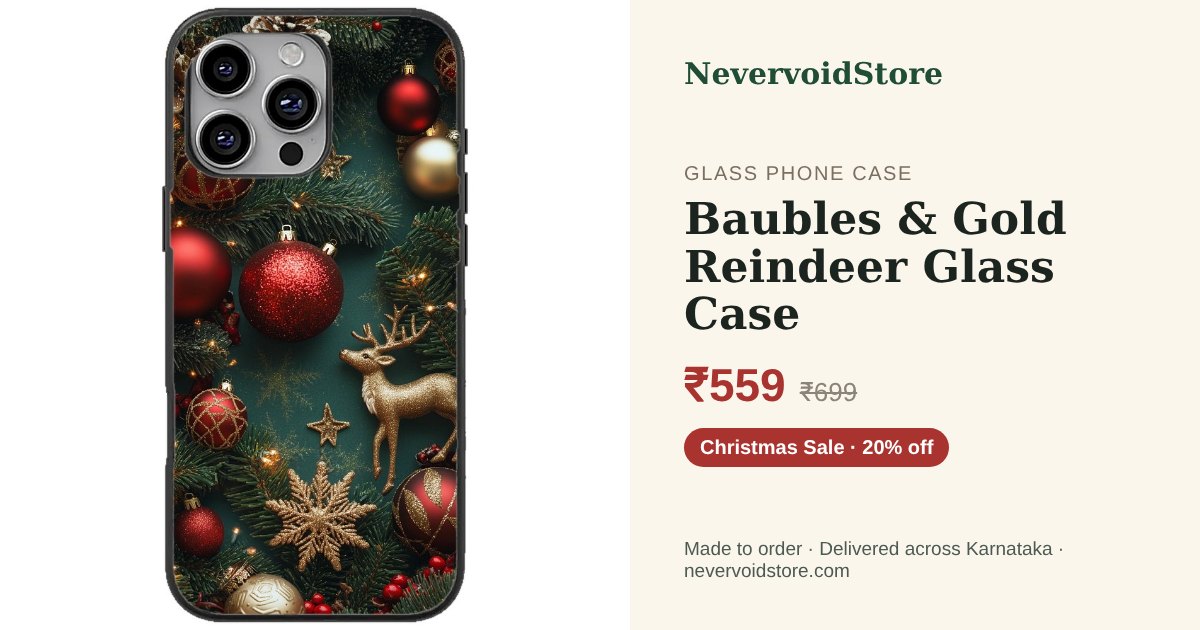 NevervoidStore
GLASS PHONE CASE
Baubles & Gold
Reindeer Glass
Case
₹559 ₹699
Christmas Sale · 20% off
Made to order · Delivered across Karnataka ·
nevervoidstore.com